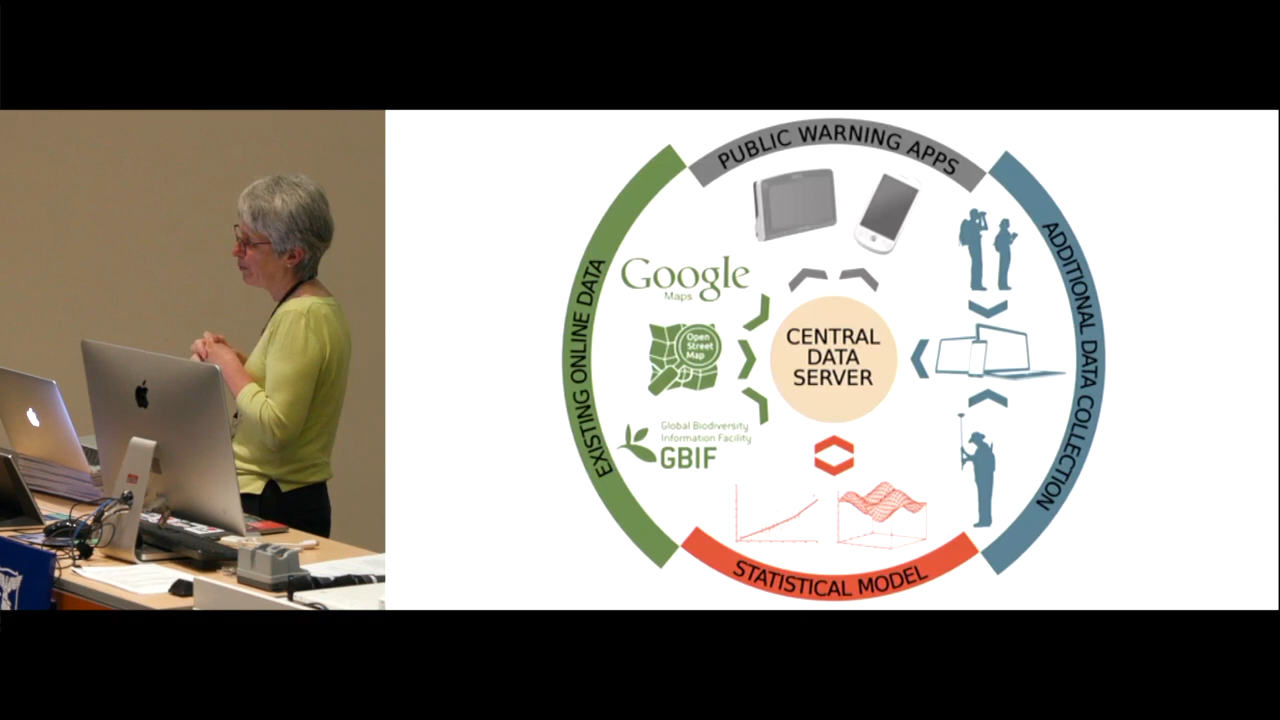 PUBLIC WARNING APPS
EXISTING ONLINE DATA
Google
Maps
Open
Street
Map
Global Biodiversity
Information Facility
GBIF
CENTRAL
DATA
SERVER
ADDITIONAL DATA COLLECTION
STATISTICAL MODEL